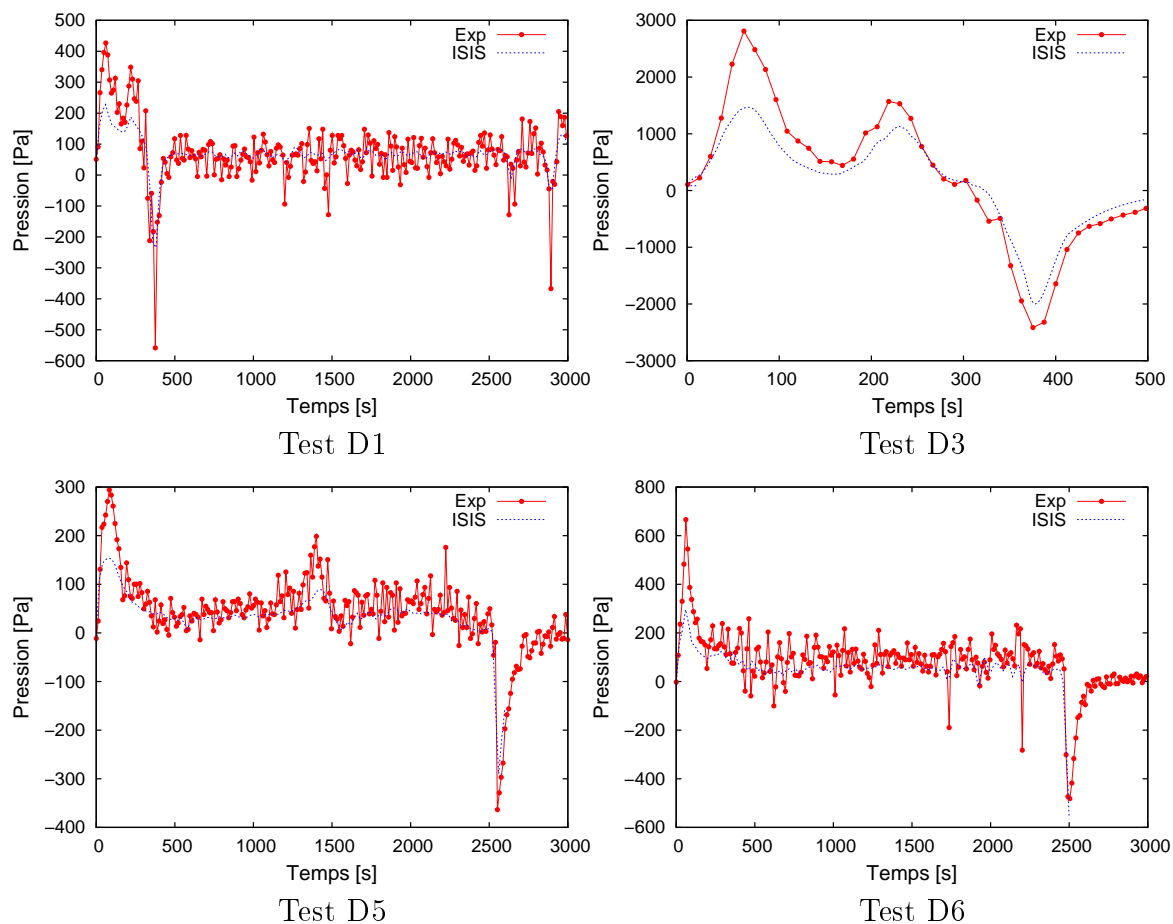 500
400
300
200
100
0
−100
−200
−300
−400
−500
−600
Pression [Pa]
Exp
ISIS
0 500 1000 1500 2000 2500 3000
Temps [s]
Test D1
3000
2000
1000
0
−1000
−2000
−3000
Pression [Pa]
Exp
ISIS
0 100 200 300 400 500
Temps [s]
Test D3
300
200
100
0
−100
−200
−300
−400
Pression [Pa]
Exp
ISIS
0 500 1000 1500 2000 2500 3000
Temps [s]
Test D5
800
600
400
200
0
−200
−400
−600
Pression [Pa]
Exp
ISIS
0 500 1000 1500 2000 2500 3000
Temps [s]
Test D6